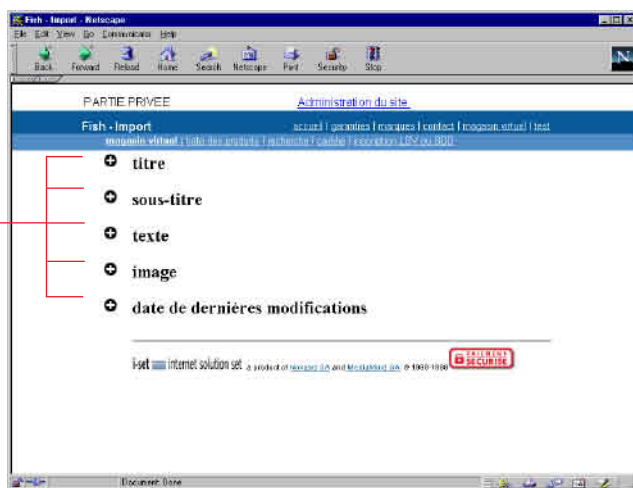 Fish - Import - Netscape
File Edit View Go Communicator Help
Back Forward Reload Home Search Netscape Print Security Stop
N
PARTIE PRIVEE Administration du site
Fish - Import accueil | garanties | marques | contact | magasin virtuel | test
magasin virtuel | liste des produits | recherche | caddie | inscription LSV ou BDD
titre
sous-titre
texte
image
date de dernières modifications
i-set internet solution set a product of and
PAIEMENT
SECURISE
Document: Done